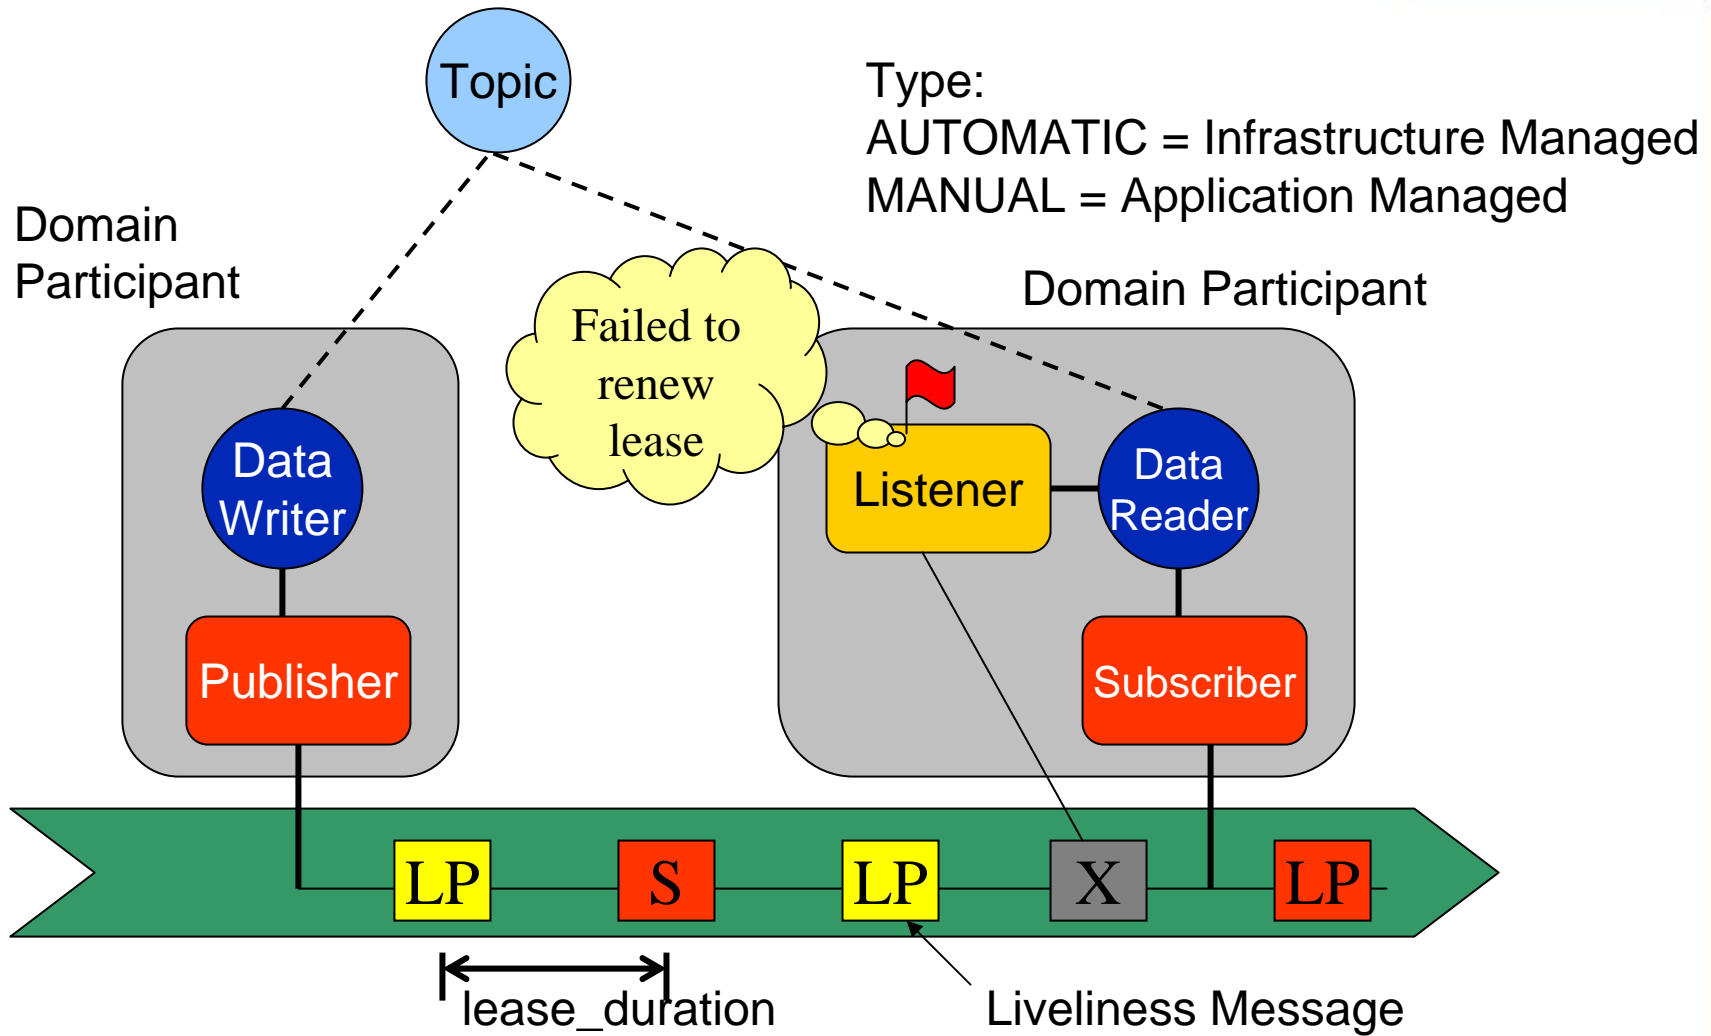 Topic
Type:
AUTOMATIC = Infrastructure Managed
MANUAL = Application Managed
Domain
Participant
Domain Participant
Failed to
renew
lease
Data
Writer
Listener
Data
Reader
Publisher
Subscriber
LP
S
LP
X
LP
lease_duration
Liveliness Message